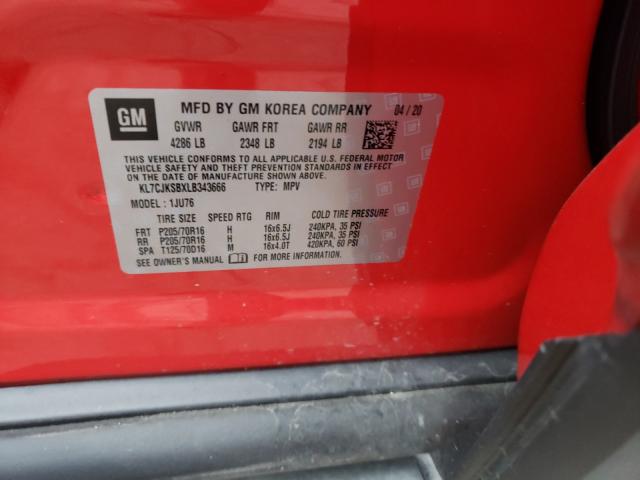 GM MFD BY GM KOREA COMPANY 04/20
GVWR GAWR FRT GAWR RR
4286 LB 2348 LB 2194 LB
THIS VEHICLE CONFORMS TO ALL APPLICABLE U.S. FEDERAL MOTOR
VEHICLE SAFETY AND THEFT PREVENTION STANDARDS IN EFFECT
ON THE DATE OF MANUFACTURE SHOWN ABOVE.
KL7CJKSBXLB343666 TYPE: MPV
MODEL: 1JU76
TIRE SIZE SPEED RTG RIM COLD TIRE PRESSURE
FRT P205/70R16 H 16x6.5J 240KPA, 35 PSI
RR P205/70R16 H 16x6.5J 240KPA, 35 PSI
SPA T125/70D16 M 16x4.0T 420KPA, 60 PSI
SEE OWNER'S MANUAL FOR MORE INFORMATION.